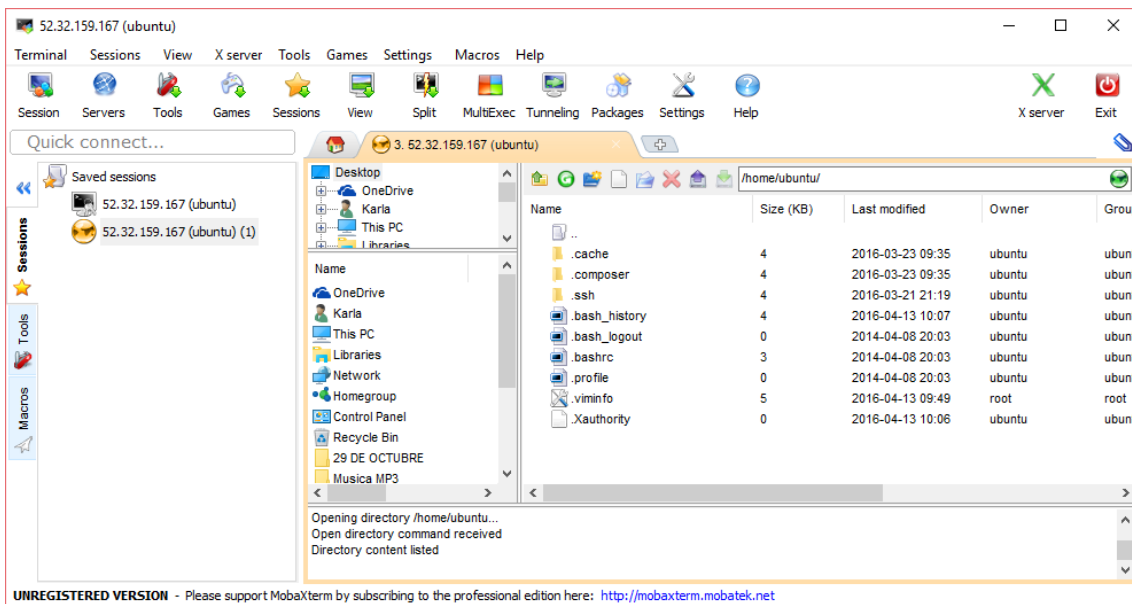 52.32.159.167 (ubuntu)
Terminal Sessions View X server Tools Games Settings Macros Help
Session Servers Tools Games Sessions View Split MultiExec Tunneling Packages Settings Help X server Exit
Quick connect...
3. 52.32.159.167 (ubuntu)
Sessions
Tools
Macros
Saved sessions
52.32.159.167 (ubuntu)
52.32.159.167 (ubuntu) (1)
Desktop
OneDrive
Karla
This PC
Libraries
Name
OneDrive
Karla
This PC
Libraries
Network
Homegroup
Control Panel
Recycle Bin
29 DE OCTUBRE
Musica MP3
/home/ubuntu/
Name Size (KB) Last modified Owner Grou
..
.cache 4 2016-03-23 09:35 ubuntu ubun
.composer 4 2016-03-23 09:35 ubuntu ubun
.ssh 4 2016-03-21 21:19 ubuntu ubun
.bash_history 4 2016-04-13 10:07 ubuntu ubun
.bash_logout 0 2014-04-08 20:03 ubuntu ubun
.bashrc 3 2014-04-08 20:03 ubuntu ubun
.profile 0 2014-04-08 20:03 ubuntu ubun
.viminfo 5 2016-04-13 09:49 root root
.Xauthority 0 2016-04-13 10:06 ubuntu ubun
Opening directory /home/ubuntu...
Open directory command received
Directory content listed
UNREGISTERED VERSION - Please support MobaXterm by subscribing to the professional edition here: http://mobaxterm.mobatek.net